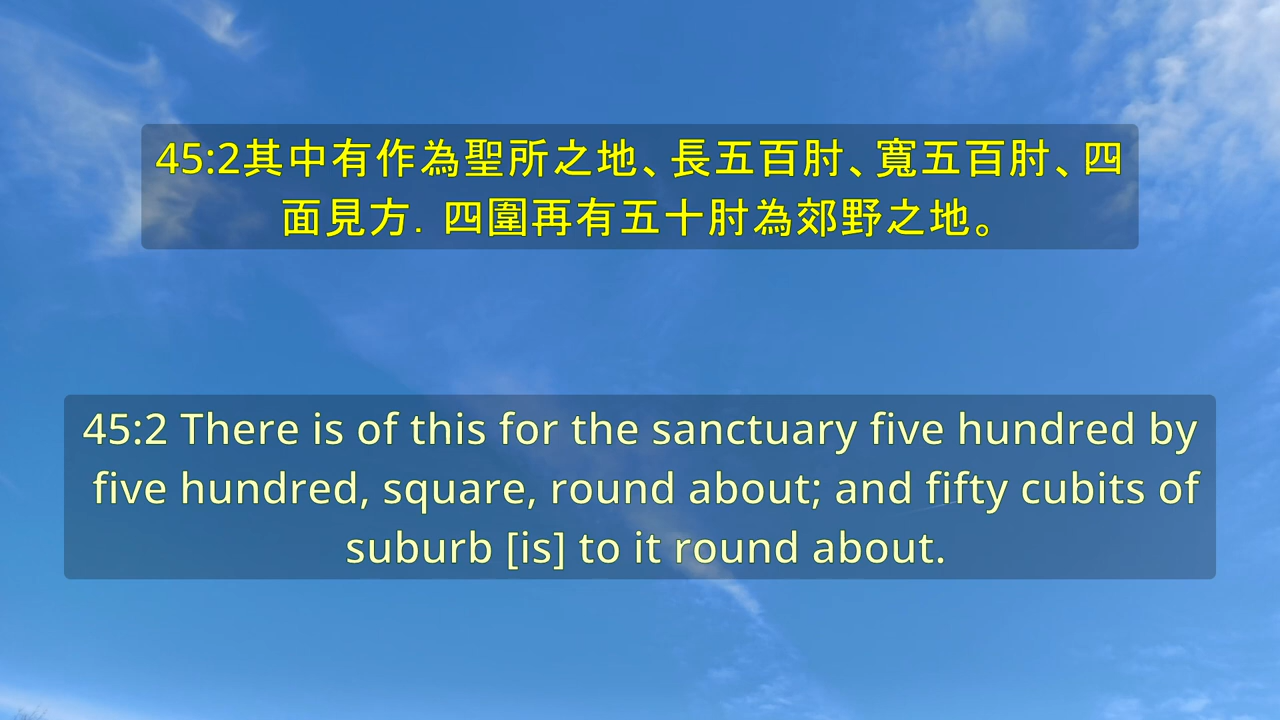 45:2其中有作為聖所之地、長五百肘、寬五百肘、四
面見方．四圍再有五十肘為郊野之地。
45:2 There is of this for the sanctuary five hundred by
five hundred, square, round about; and fifty cubits of
suburb [is] to it round about.